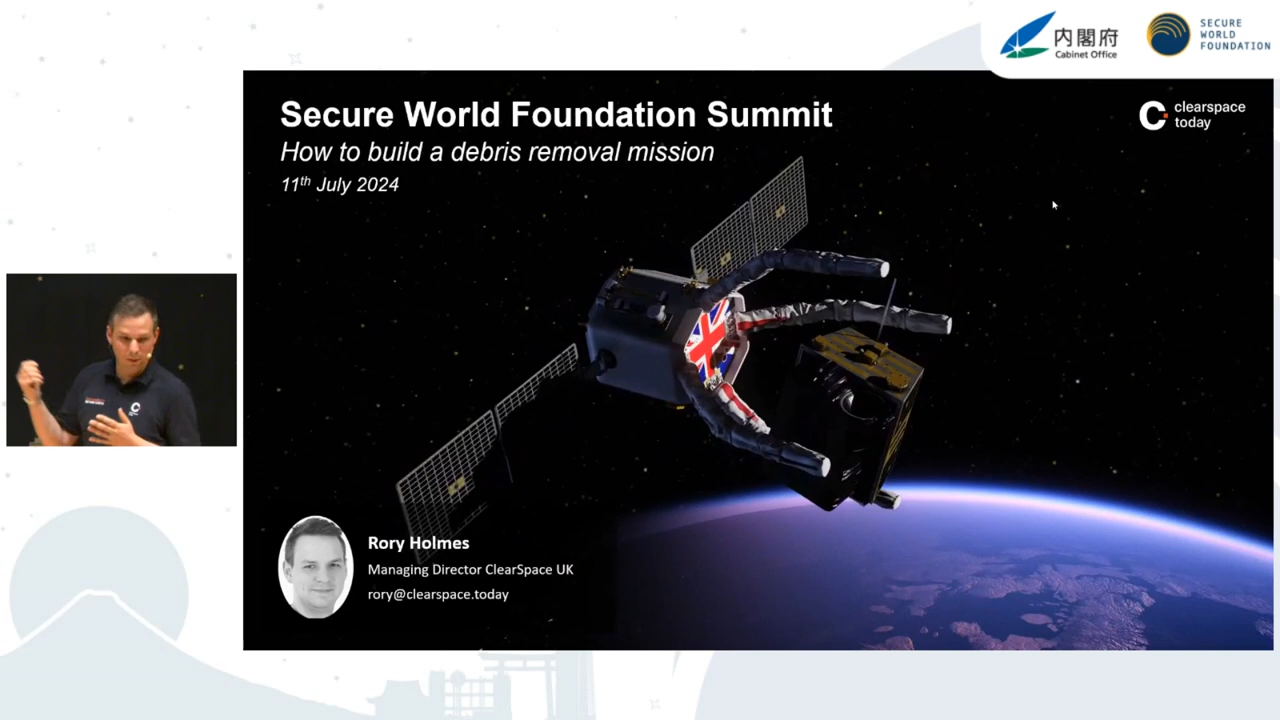 内閣府
Cabinet Office
SECURE
WORLD
FOUNDATION
Secure World Foundation Summit
How to build a debris removal mission
11th July 2024
clearspace
today
Rory Holmes
Managing Director ClearSpace UK
rory@clearspace.today